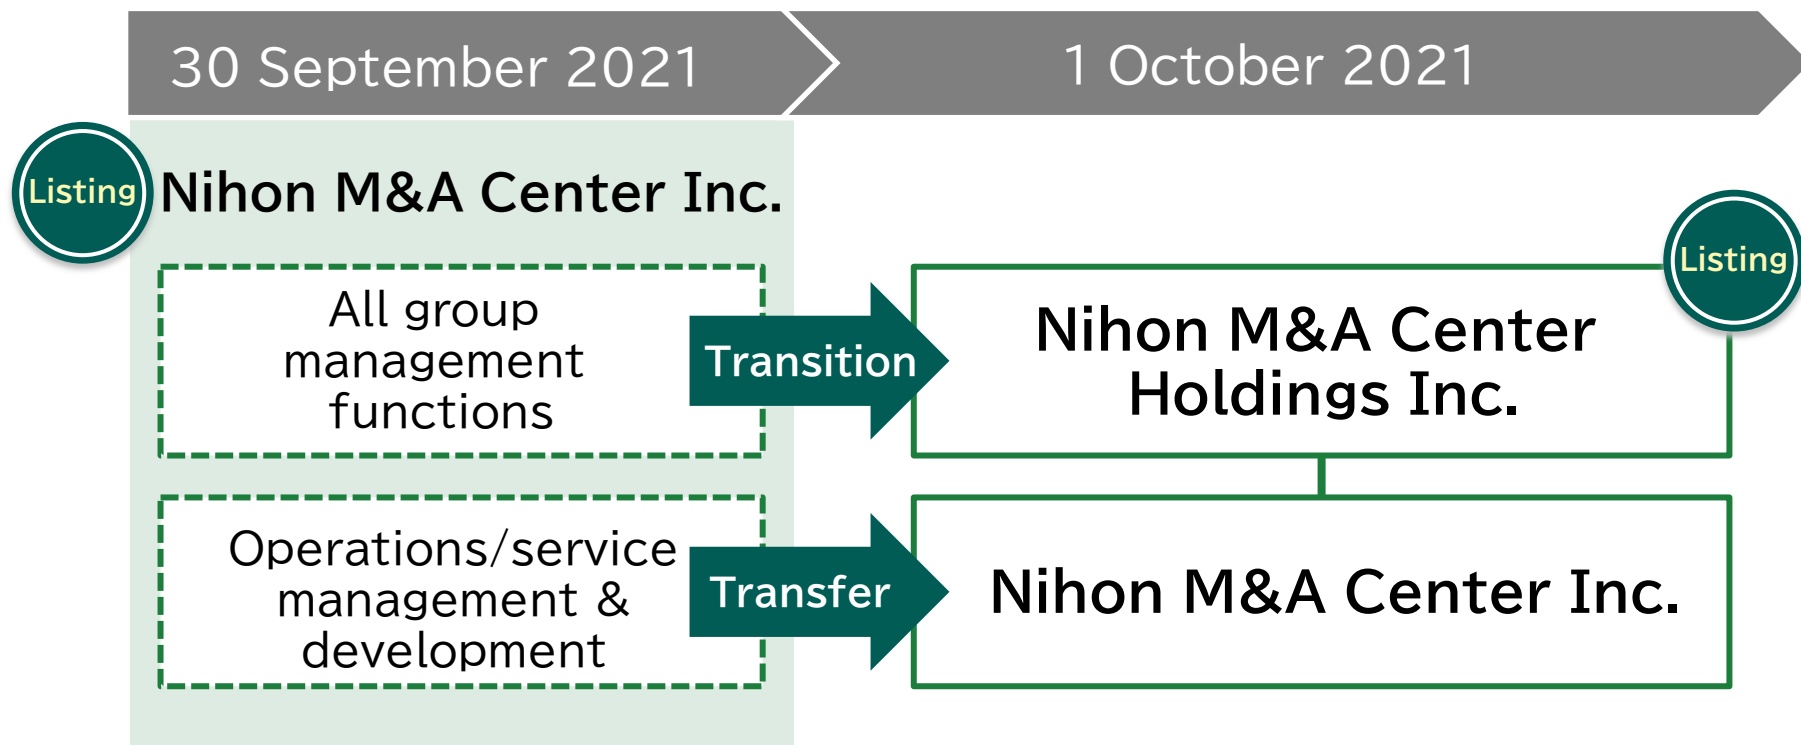 30 September 2021
1 October 2021
Listing
Nihon M&A Center Inc.
All group
management
functions
Transition
Listing
Nihon M&A Center
Holdings Inc.
Operations/service
management &
development
Transfer
Nihon M&A Center Inc.